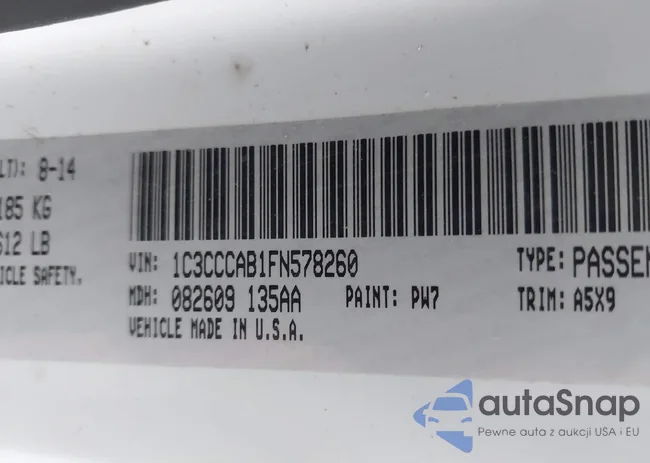 LT): 8-14
185 KG
612 LB
ICLE SAFETY,
VIN: 1C3CCCAB1FN578260
TYPE: PASSEN
MDH: 082609 135AA
PAINT: PW7
TRIM: A5X9
VEHICLE MADE IN U.S.A.
autaSnap
Pewne auta z aukcji USA i EU